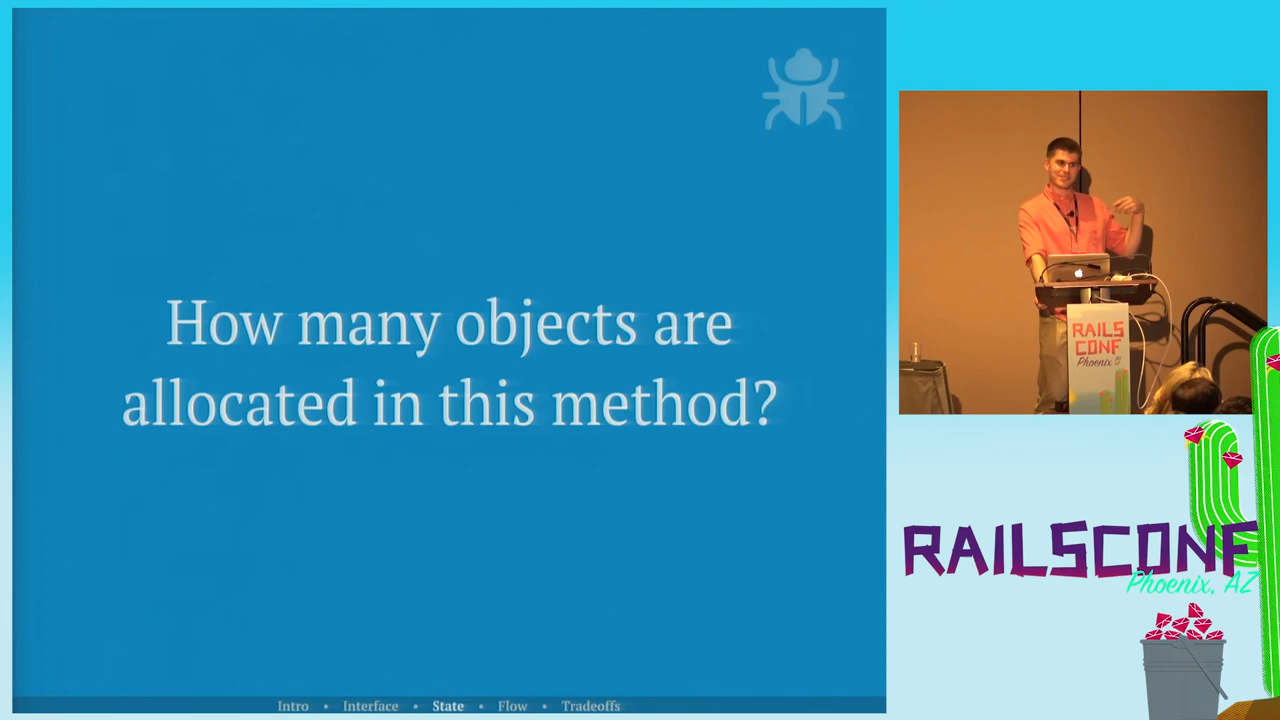 How many objects are
allocated in this method?
Intro • Interface • State • Flow • Tradeoffs
RAILS
CONF
Phoenix 17
RAILSCONF
Phoenix, AZ